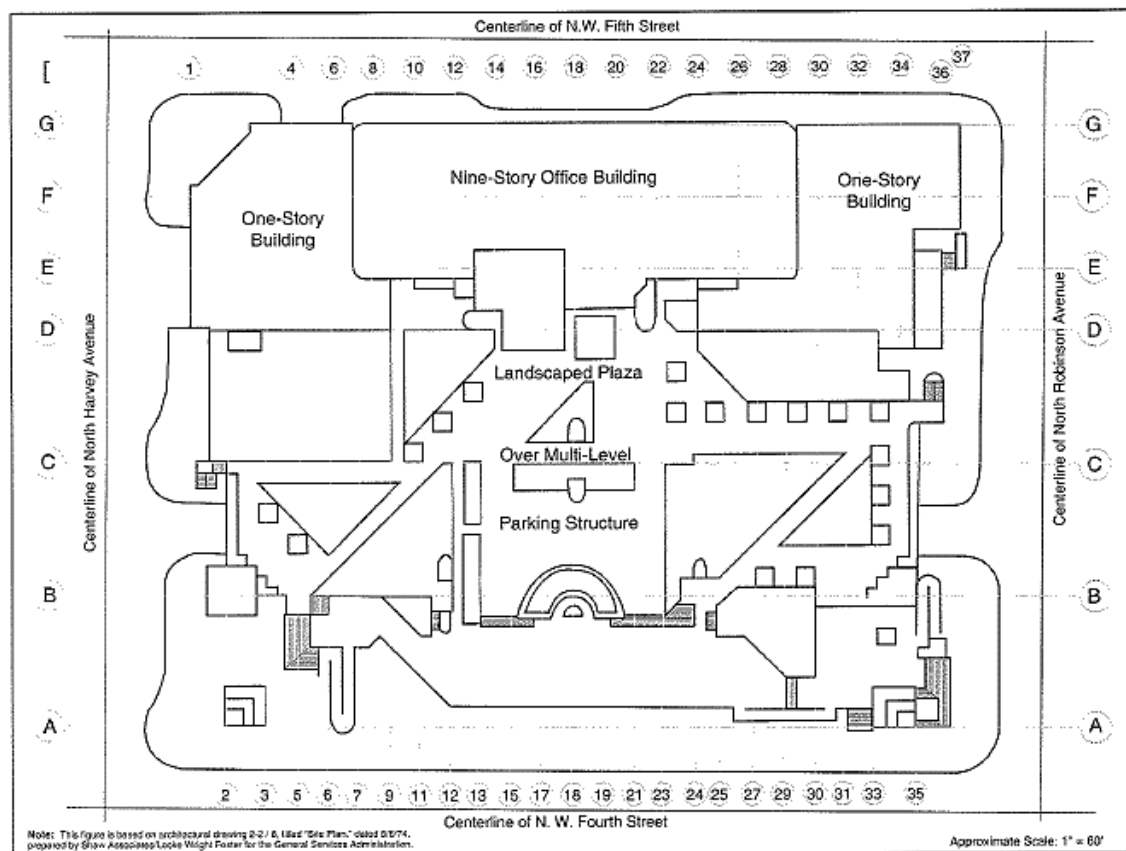 Centerline of N.W. Fifth Street
[ 1 4 6 8 10 12 14 16 18 20 22 24 26 28 30 32 34 36 37
G G
Nine-Story Office Building
F F
One-Story
Building
One-Story
Building
E E
D D
Landscaped Plaza
Centerline of North Harvey Avenue
Centerline of North Robinson Avenue
C Over Multi-Level C
Parking Structure
B B
A A
2 3 5 6 7 9 11 12 13 15 17 18 19 21 23 24 25 27 29 30 31 33 35
Centerline of N. W. Fourth Street
Note: This figure is based on architectural drawing 2-2 / 8, titled "Site Plan," dated
prepared by Shaw Associates/Locke Wright Foster for the General Services Administration.
Approximate Scale: 1" = 60'